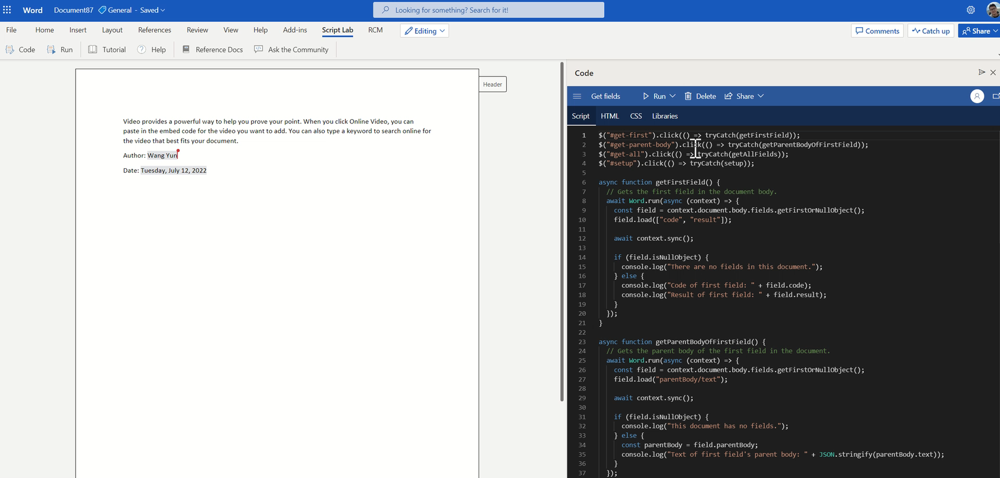 Word Document87 General - Saved Looking for something? Search for it!
File Home Insert Layout References Review View Help Add-ins Script Lab RCM Editing Comments Catch up Share
Code Run Tutorial Help Reference Docs Ask the Community
Header
Video provides a powerful way to help you prove your point. When you click Online Video, you can
paste in the embed code for the video you want to add. You can also type a keyword to search online for
the video that best fits your document.
Author: Wang Yun
Date: Tuesday, July 12, 2022
Code
Get fields Run Delete Share
Script HTML CSS Libraries
1 $("#get-first").click(() => tryCatch(getFirstField));
2 $("#get-parent-body").click(() => tryCatch(getParentBodyOfFirstField));
3 $("#get-all").click(() => tryCatch(getAllFields));
4 $("#setup").click(() => tryCatch(setup));
5
6 async function getFirstField() {
7 // Gets the first field in the document body.
8 await Word.run(async (context) => {
9 const field = context.document.body.fields.getFirstOrNullObject();
10 field.load(["code", "result"]);
11
12 await context.sync();
13
14 if (field.isNullObject) {
15 console.log("There are no fields in this document.");
16 } else {
17 console.log("Code of first field: " + field.code);
18 console.log("Result of first field: " + field.result);
19 }
20 });
21 }
22
23 async function getParentBodyOfFirstField() {
24 // Gets the parent body of the first field in the document.
25 await Word.run(async (context) => {
26 const field = context.document.body.fields.getFirstOrNullObject();
27 field.load("parentBody/text");
28
29 await context.sync();
30
31 if (field.isNullObject) {
32 console.log("This document has no fields.");
33 } else {
34 const parentBody = field.parentBody;
35 console.log("Text of first field's parent body: " + JSON.stringify(parentBody.text));
36 }
37 });